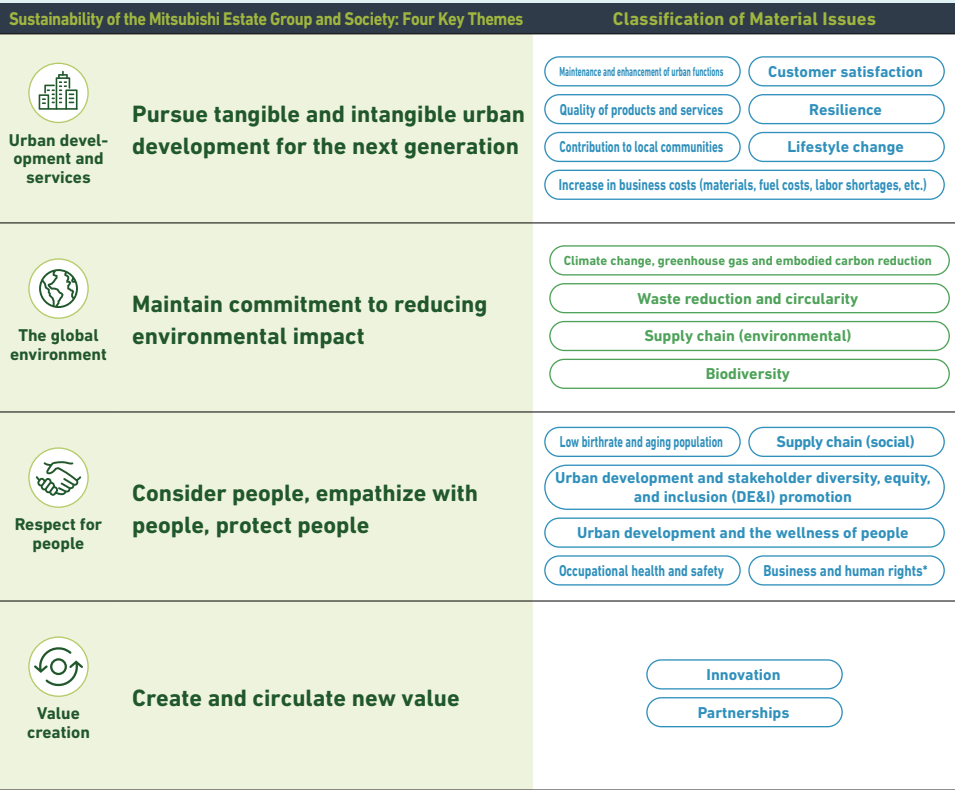 Sustainability of the Mitsubishi Estate Group and Society: Four Key Themes
Classification of Material Issues
Urban devel-
opment and
services
Pursue tangible and intangible urban
development for the next generation
Maintenance and enhancement of urban functions
Customer satisfaction
Quality of products and services
Resilience
Contribution to local communities
Lifestyle change
Increase in business costs (materials, fuel costs, labor shortages, etc.)
The global
environment
Maintain commitment to reducing
environmental impact
Climate change, greenhouse gas and embodied carbon reduction
Waste reduction and circularity
Supply chain (environmental)
Biodiversity
Respect for
people
Consider people, empathize with
people, protect people
Low birthrate and aging population
Supply chain (social)
Urban development and stakeholder diversity, equity,
and inclusion (DE&I) promotion
Urban development and the wellness of people
Occupational health and safety
Business and human rights*
Value
creation
Create and circulate new value
Innovation
Partnerships